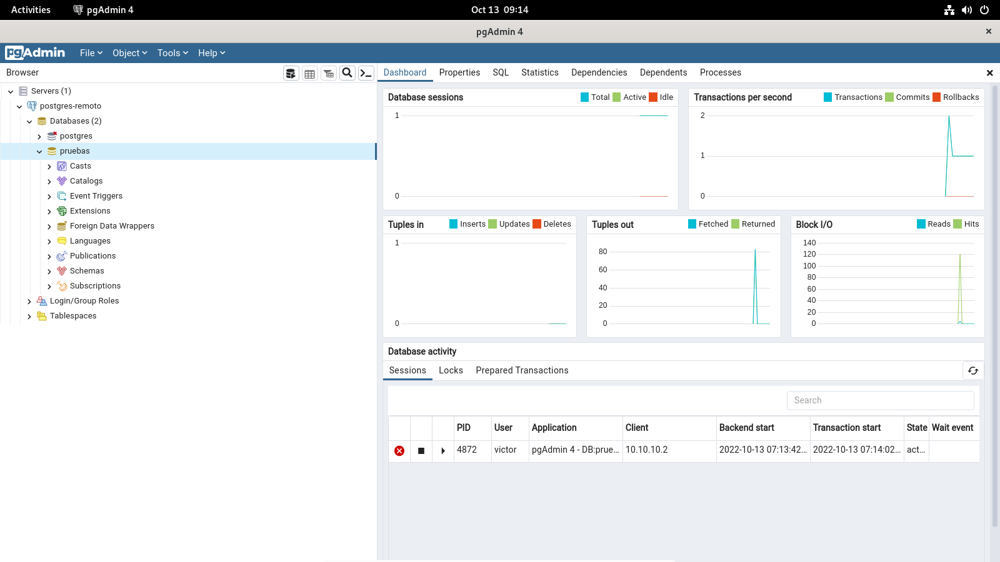 Activities pgAdmin 4 Oct 13 09:14
pgAdmin 4
pgAdmin File Object Tools Help
Browser
Dashboard Properties SQL Statistics Dependencies Dependents Processes
Servers (1)
postgres-remoto
Databases (2)
postgres
pruebas
Casts
Catalogs
Event Triggers
Extensions
Foreign Data Wrappers
Languages
Publications
Schemas
Subscriptions
Login/Group Roles
Tablespaces
Database sessions Total Active Idle
1
0
Transactions per second Transactions Commits Rollbacks
2
1
0
Tuples in Inserts Updates Deletes
1
0
Tuples out Fetched Returned
80
60
40
20
0
Block I/O Reads Hits
140
120
100
80
60
40
20
0
Database activity
Sessions Locks Prepared Transactions
Search
PID User Application Client Backend start Transaction start State Wait event
4872 victor pgAdmin 4 - DB:prue... 10.10.10.2 2022-10-13 07:13:42... 2022-10-13 07:14:02... act...